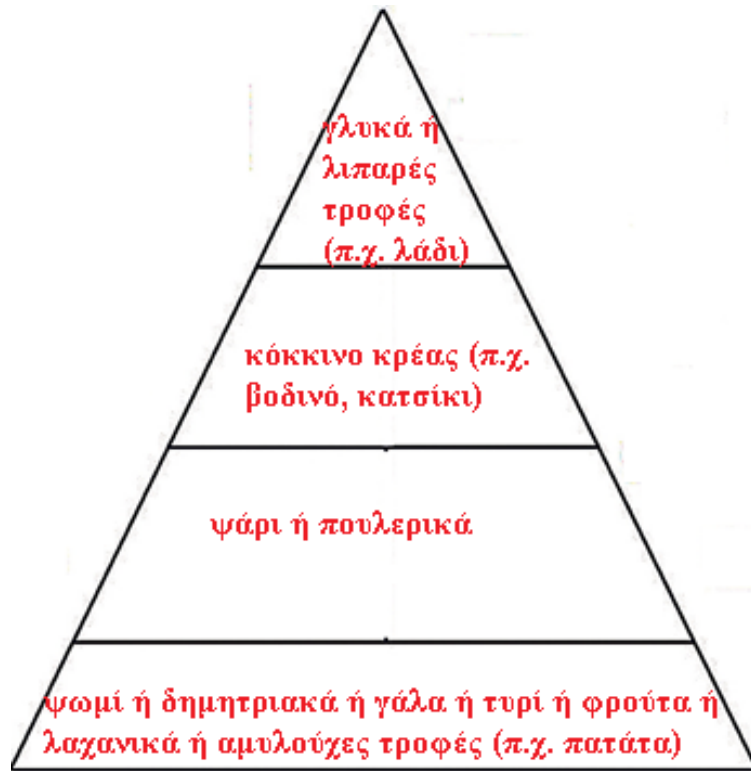 γλυκά ή
λιπαρές
τροφές
(π.χ. λάδι)
κόκκινο κρέας (π.χ.
βοδινό, κατσίκι)
ψάρι ή πουλερικά
ψωμί ή δημητριακά ή γάλα ή τυρί ή φρούτα ή
λαχανικά ή αμυλούχες τροφές (π.χ. πατάτα)